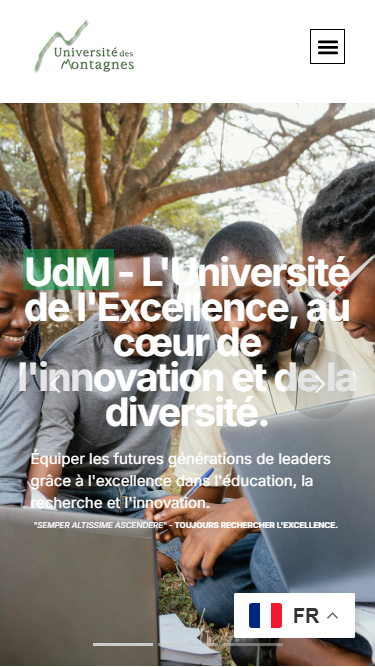 Université des
Montagnes
UdM - L'Université
de l'Excellence, au
cœur de
l'innovation et de la
diversité.
Équiper les futures générations de leaders
grâce à l'excellence dans l'éducation, la
recherche et l'innovation.
"SEMPER ALTISSIME ASCENDERE" - TOUJOURS RECHERCHER L'EXCELLENCE.
FR